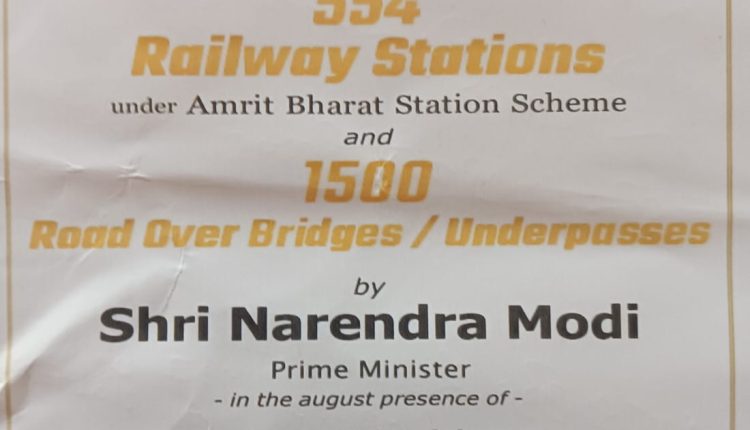 Railway Stations
under Amrit Bharat Station Scheme
and
1500
Road Over Bridges / Underpasses
by
Shri Narendra Modi
Prime Minister
- in the august presence of -